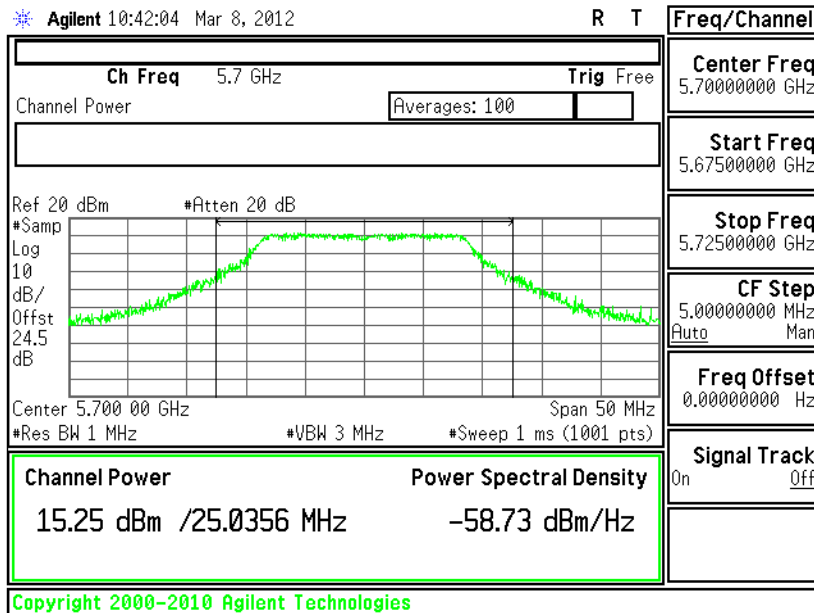 Agilent 10:42:04 Mar 8, 2012 R T
Ch Freq 5.7 GHz Trig Free
Channel Power Averages: 100
Ref 20 dBm #Atten 20 dB
#Samp
Log
10
dB/
Offst
24.5
dB
Center 5.700 00 GHz Span 50 MHz
#Res BW 1 MHz #VBW 3 MHz #Sweep 1 ms (1001 pts)
Channel Power Power Spectral Density
15.25 dBm /25.0356 MHz -58.73 dBm/Hz
Copyright 2000-2010 Agilent Technologies
Freq/Channel
Center Freq
5.70000000 GHz
Start Freq
5.67500000 GHz
Stop Freq
5.72500000 GHz
CF Step
5.00000000 MHz
Auto Man
Freq Offset
0.00000000 Hz
Signal Track
On Off